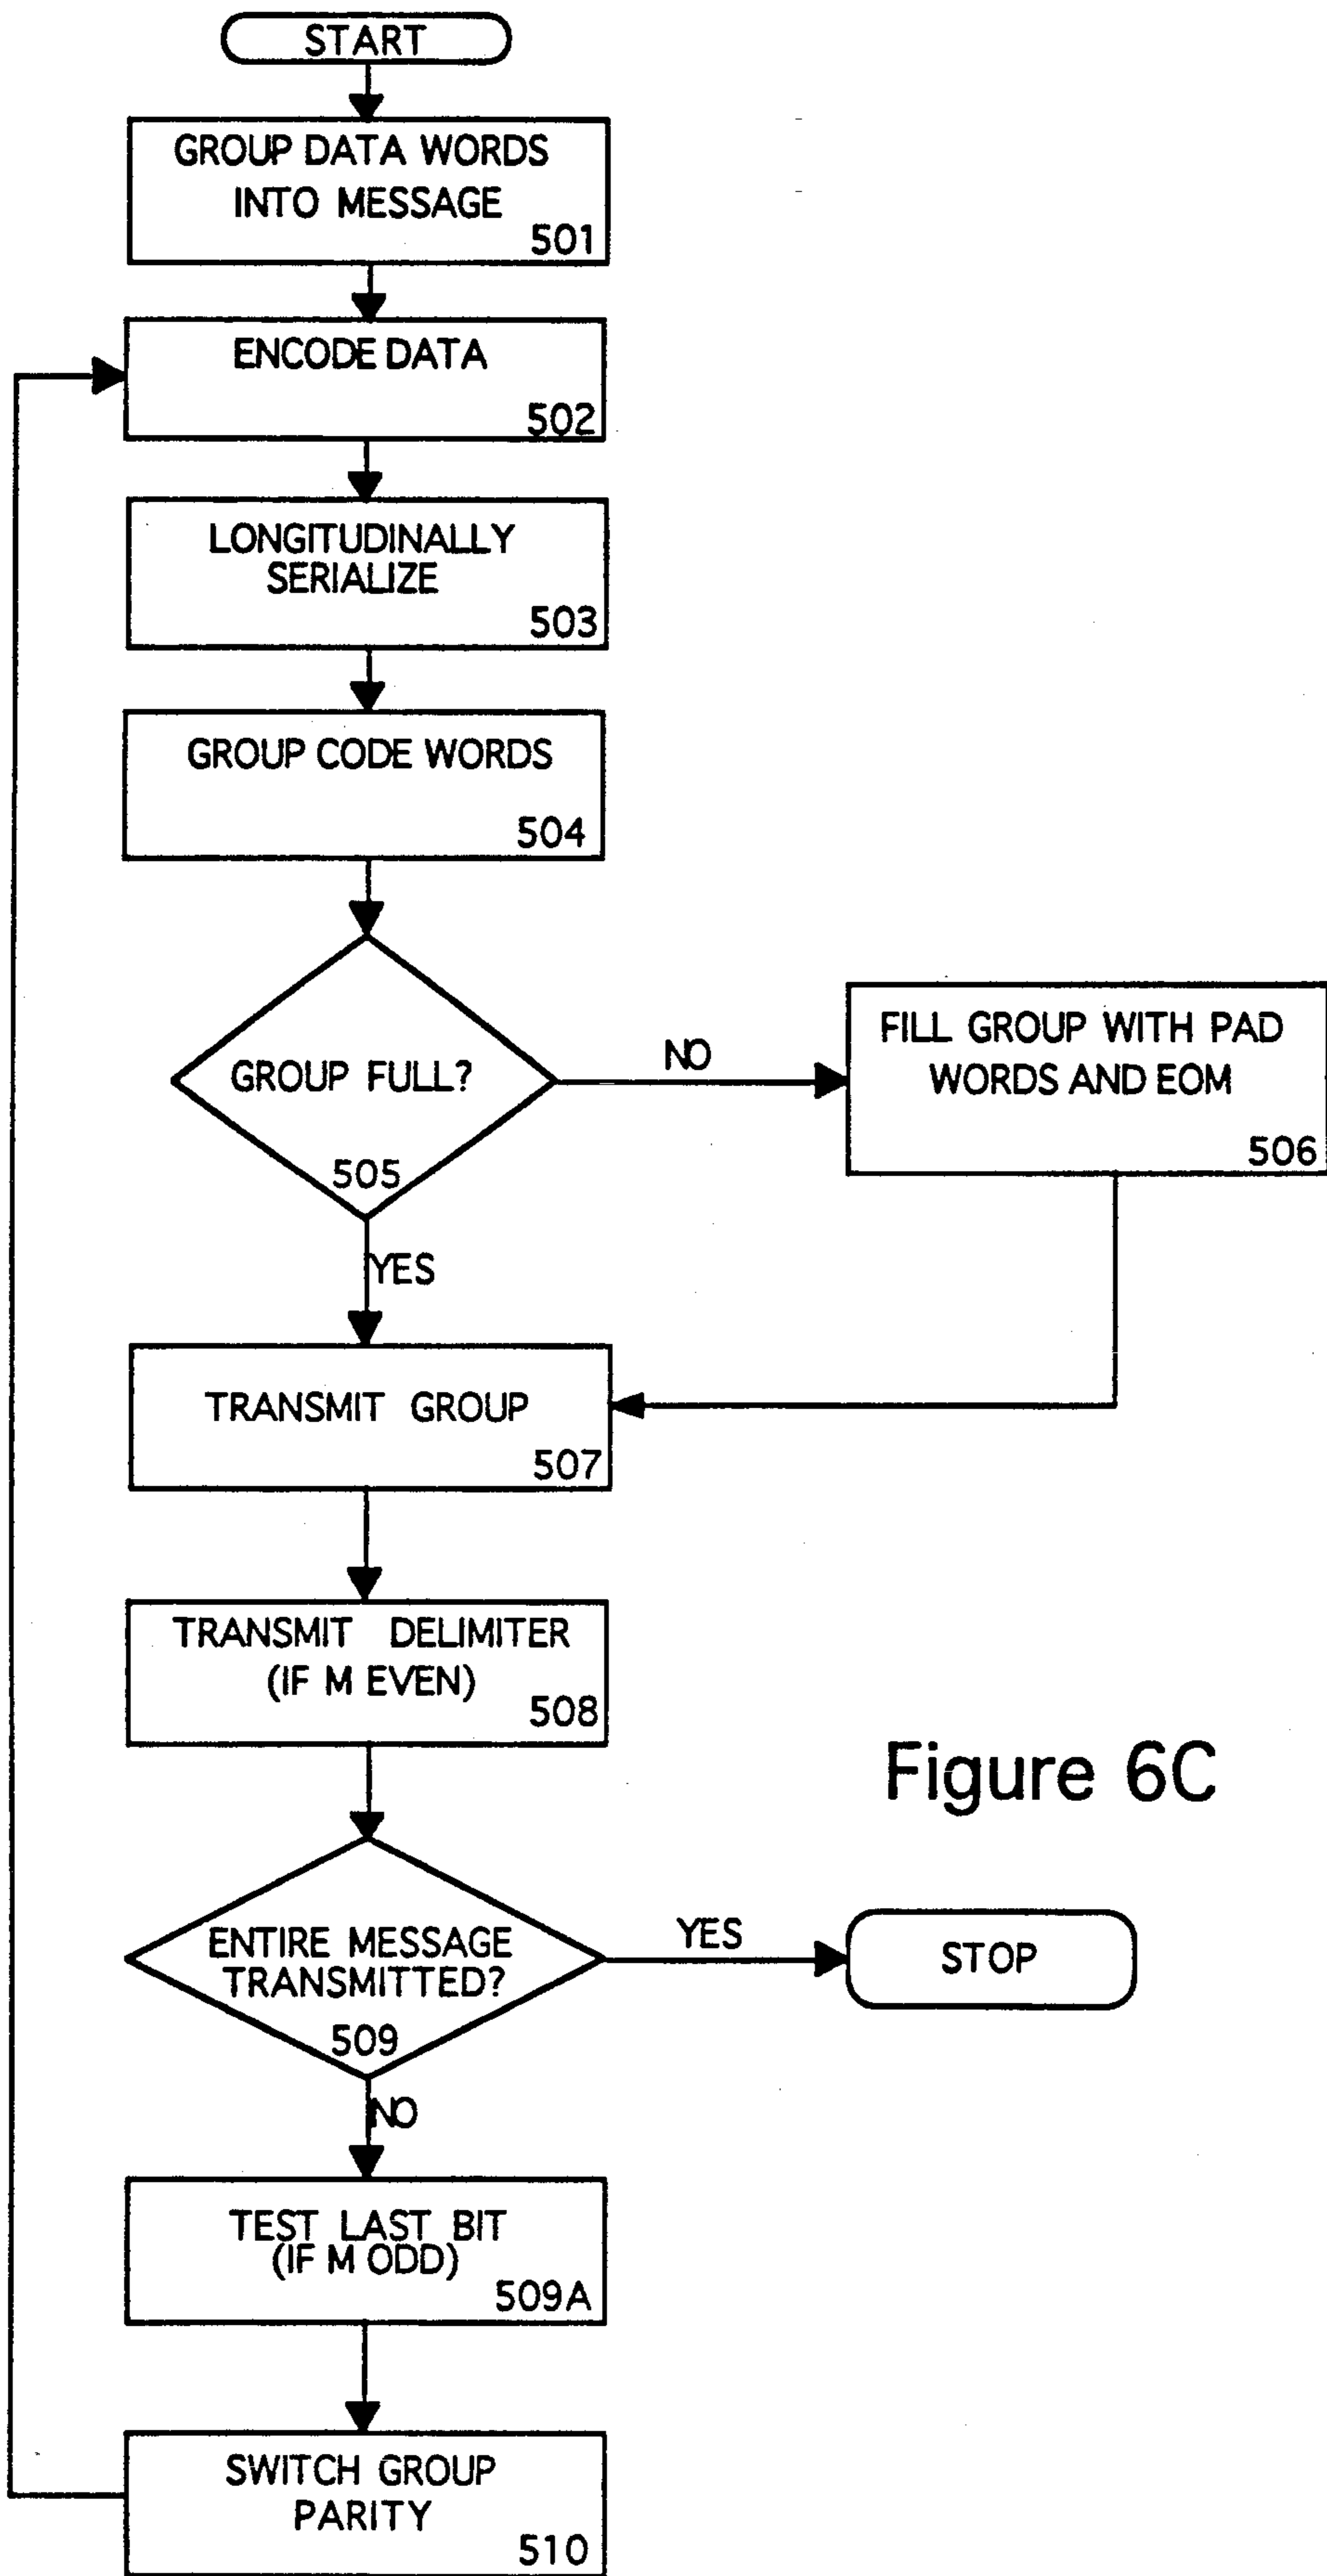 START
GROUP DATA WORDS
INTO MESSAGE
501
ENCODE DATA
502
LONGITUDINALLY
SERIALIZE
503
GROUP CODE WORDS
504
GROUP FULL?
505
NO
FILL GROUP WITH PAD
WORDS AND EOM
506
YES
TRANSMIT GROUP
507
TRANSMIT DELIMITER
(IF M EVEN)
508
Figure 6C
ENTIRE MESSAGE
TRANSMITTED?
509
YES
STOP
NO
TEST LAST BIT
(IF M ODD)
509A
SWITCH GROUP
PARITY
510